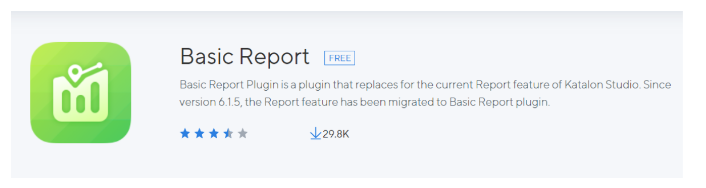 Basic Report FREE
Basic Report Plugin is a plugin that replaces for the current Report feature of Katalon Studio. Since
version 6.1.5, the Report feature has been migrated to Basic Report plugin.
29.8K